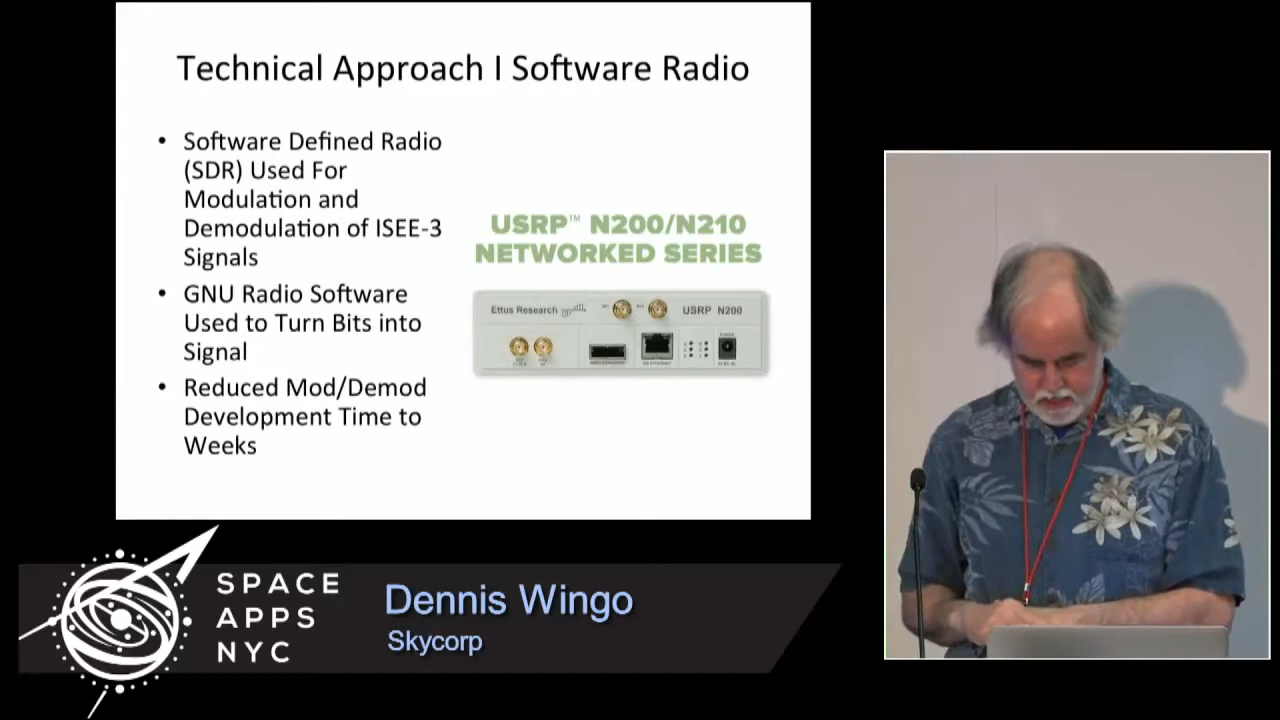 Technical Approach I Software Radio
• Software Defined Radio
(SDR) Used For
Modulation and
Demodulation of ISEE-3
Signals
• GNU Radio Software
Used to Turn Bits into
Signal
• Reduced Mod/Demod
Development Time to
Weeks
USRP™ N200/N210
NETWORKED SERIES
Ettus Research
USRP N200
SPACE
APPS
NYC
Dennis Wingo
Skycorp